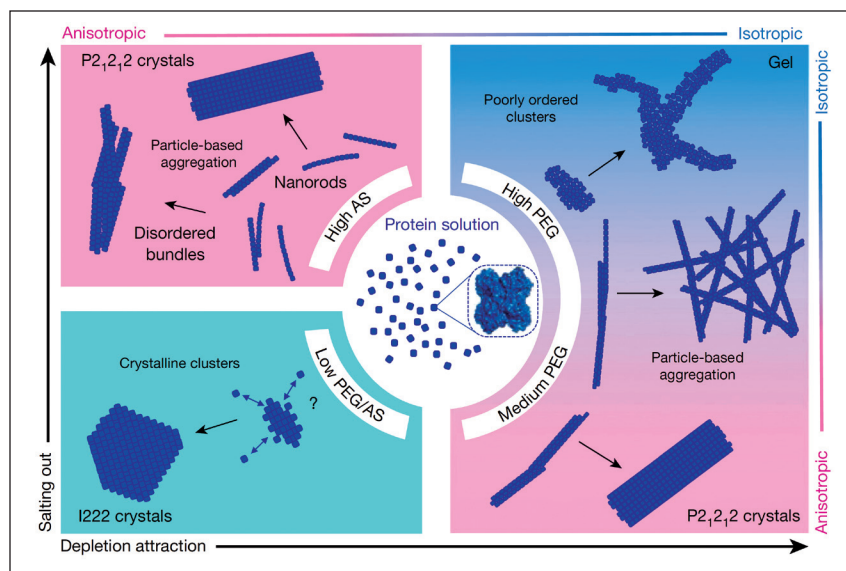 Anisotropic
Isotropic
P2₁2₁2 crystals
Particle-based
aggregation
Nanorods
Disordered
bundles
High AS
Gel
Poorly ordered
clusters
High PEG
Isotropic
Protein solution
Particle-based
aggregation
Medium PEG
Low PEG/AS
Crystalline clusters
?
I222 crystals
P2₁2₁2 crystals
Anisotropic
Salting out
Depletion attraction